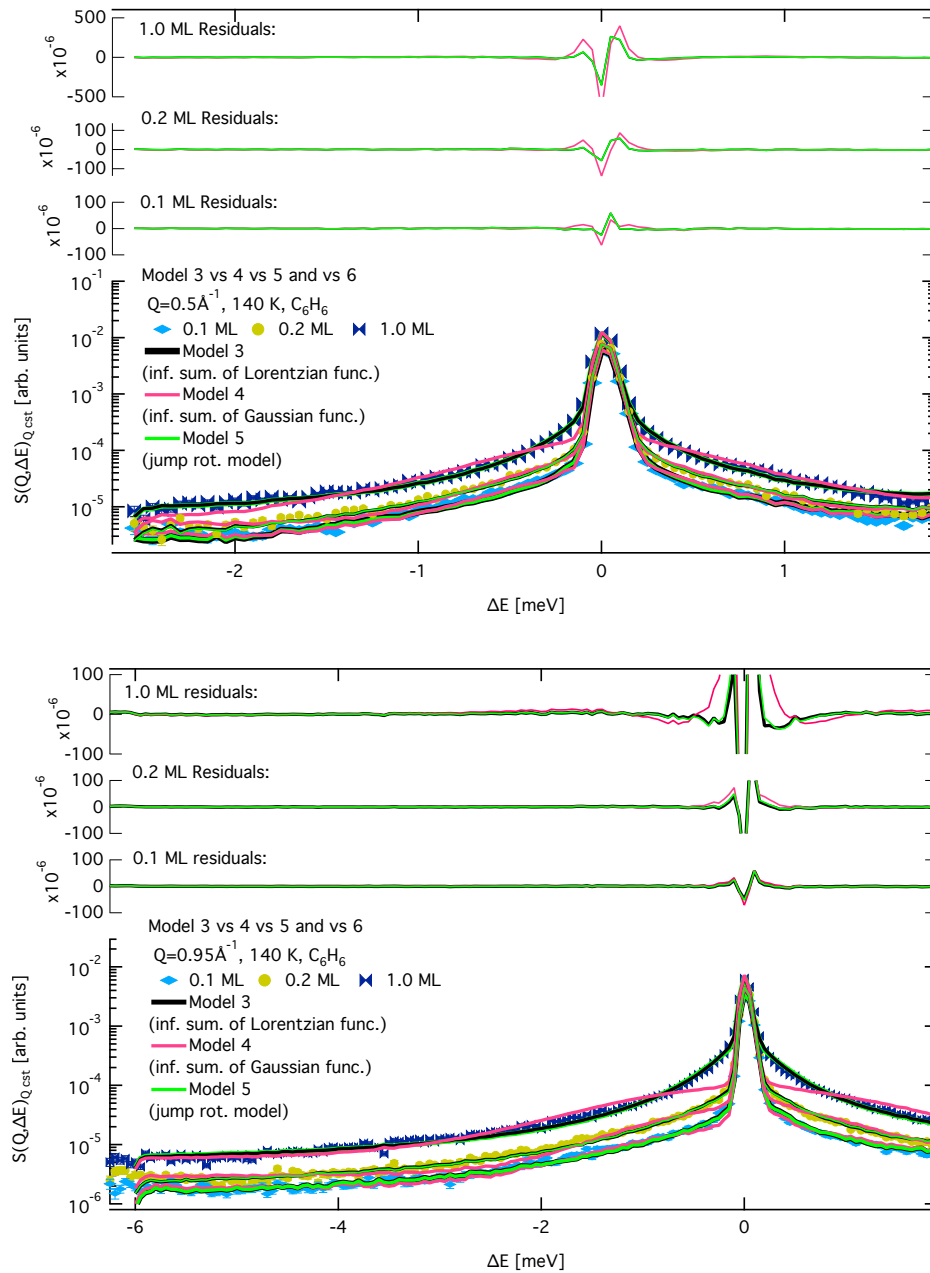 1.0 ML Residuals:
x10-6
500
0
-500
0.2 ML Residuals:
x10-6
100
0
-100
0.1 ML Residuals:
x10-6
100
0
-100
Model 3 vs 4 vs 5 and vs 6
Q=0.5Å-1, 140 K, C6H6
0.1 ML 0.2 ML 1.0 ML
Model 3
(inf. sum. of Lorentzian func.)
Model 4
(inf. sum. of Gaussian func.)
Model 5
(jump rot. model)
S(Q,ΔE)Q cst [arb. units]
10-1
10-2
10-3
10-4
10-5
-2 -1 0 1
ΔE [meV]
1.0 ML residuals:
x10-6
100
0
-100
0.2 ML Residuals:
x10-6
100
0
-100
0.1 ML residuals:
x10-6
100
0
-100
Model 3 vs 4 vs 5 and vs 6
Q=0.95Å-1, 140 K, C6H6
0.1 ML 0.2 ML 1.0 ML
Model 3
(inf. sum. of Lorentzian func.)
Model 4
(inf. sum. of Gaussian func.)
Model 5
(jump rot. model)
S(Q,ΔE)Q cst [arb. units]
10-2
10-3
10-4
10-5
10-6
-6 -4 -2 0
ΔE [meV]